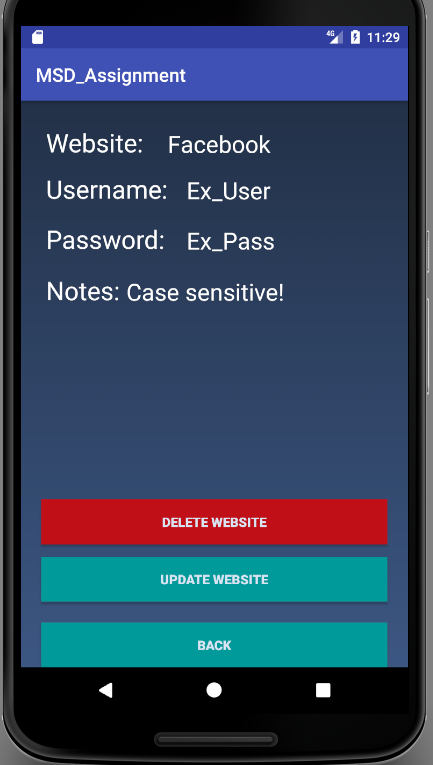 4G 11:29
MSD_Assignment
Website: Facebook
Username: Ex_User
Password: Ex_Pass
Notes: Case sensitive!
DELETE WEBSITE
UPDATE WEBSITE
BACK